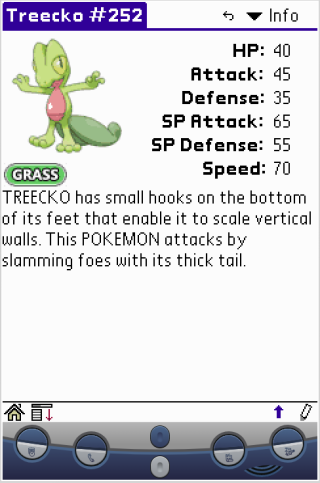 Treecko #252
Info
HP: 40
Attack: 45
Defense: 35
SP Attack: 65
SP Defense: 55
Speed: 70
GRASS
TREECKO has small hooks on the bottom
of its feet that enable it to scale vertical
walls. This POKEMON attacks by
slamming foes with its thick tail.